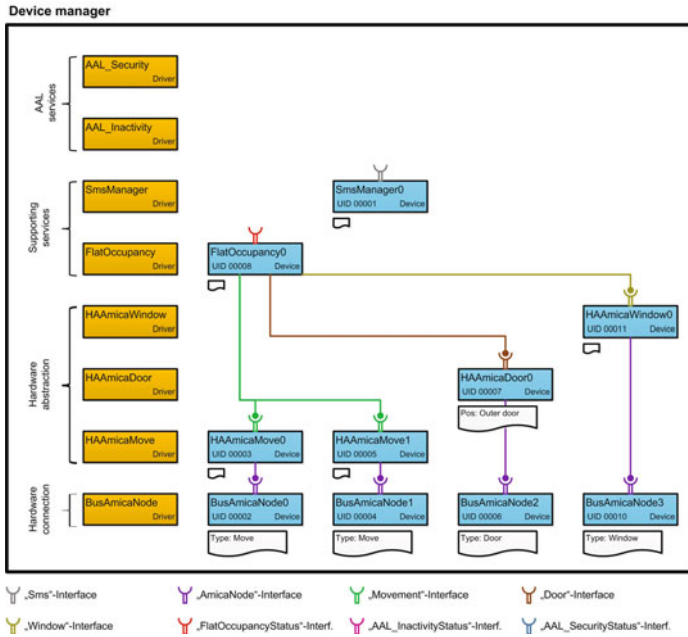 Device manager
AAL services
AAL_Security
Driver
AAL_Inactivity
Driver
Supporting services
SmsManager
Driver
SmsManager0
UID 00001 Device
FlatOccupancy
Driver
FlatOccupancy0
UID 00008 Device
Hardware abstraction
HAAmicaWindow
Driver
HAAmicaWindow0
UID 00011 Device
HAAmicaDoor
Driver
HAAmicaDoor0
UID 00007 Device
Pos: Outer door
HAAmicaMove
Driver
HAAmicaMove0
UID 00003 Device
HAAmicaMove1
UID 00005 Device
Hardware connection
BusAmicaNode
Driver
BusAmicaNode0
UID 00002 Device
Type: Move
BusAmicaNode1
UID 00004 Device
Type: Move
BusAmicaNode2
UID 00006 Device
Type: Door
BusAmicaNode3
UID 00010 Device
Type: Window
„Sms“-Interface
„AmicaNode“-Interface
„Movement“-Interface
„Door“-Interface
„Window“-Interface
„FlatOccupancyStatus“-Interf.
„AAL_InactivityStatus“-Interf.
„AAL_SecurityStatus“-Interf.